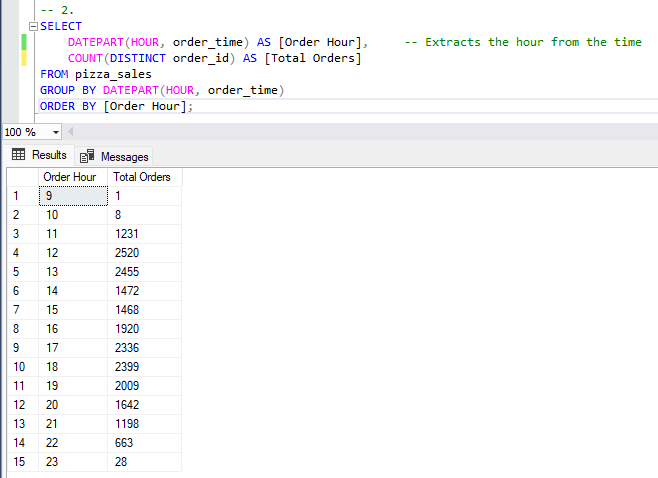 -- 2.
SELECT
DATEPART(HOUR, order_time) AS [Order Hour], -- Extracts the hour from the time
COUNT(DISTINCT order_id) AS [Total Orders]
FROM pizza_sales
GROUP BY DATEPART(HOUR, order_time)
ORDER BY [Order Hour];
100 %
Results Messages
Order Hour Total Orders
1 9 1
2 10 8
3 11 1231
4 12 2520
5 13 2455
6 14 1472
7 15 1468
8 16 1920
9 17 2336
10 18 2399
11 19 2009
12 20 1642
13 21 1198
14 22 663
15 23 28